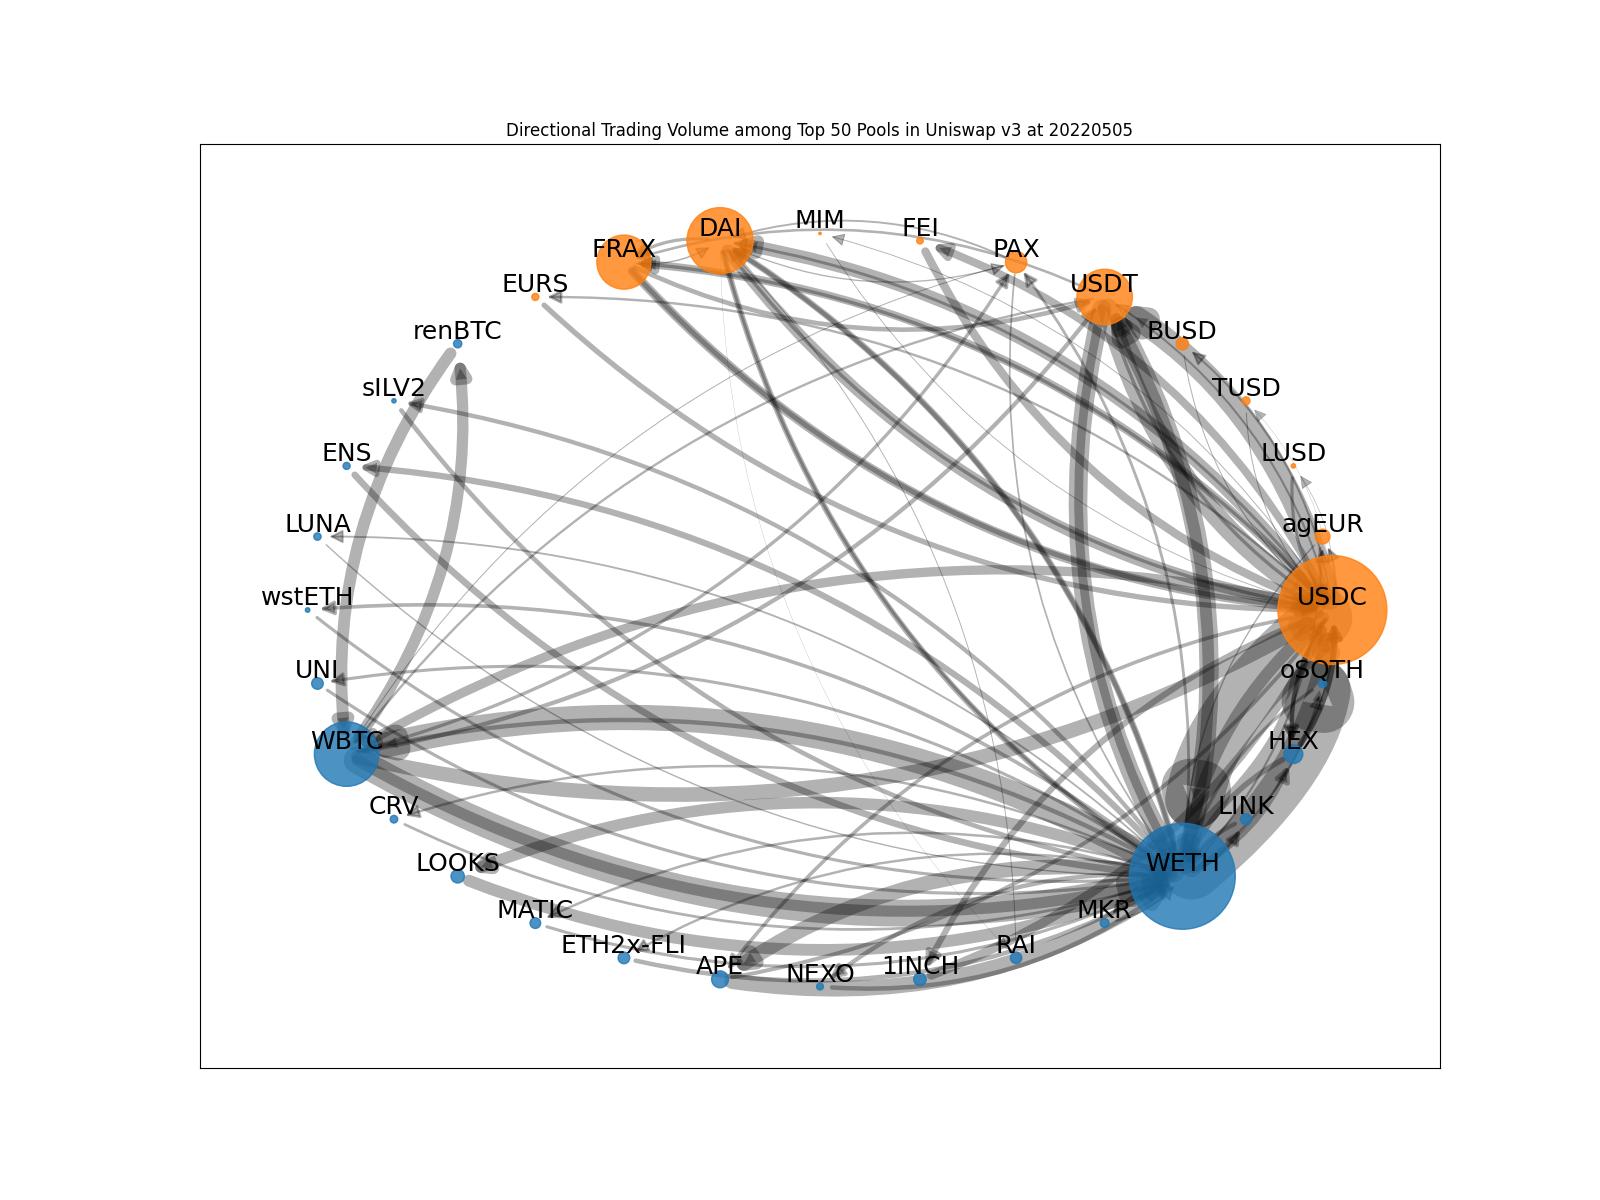 Directional Trading Volume among Top 50 Pools in Uniswap v3 at 20220505
MIM
DAI
FEI
FRAX
PAX
EURS
USDT
renBTC
BUSD
sILV2
TUSD
ENS
LUSD
LUNA
agEUR
wstETH
USDC
UNI
oSQTH
WBTC
HEX
CRV
LINK
LOOKS
WETH
MATIC
MKR
ETH2x-FLI
RAI
APE
1INCH
NEXO